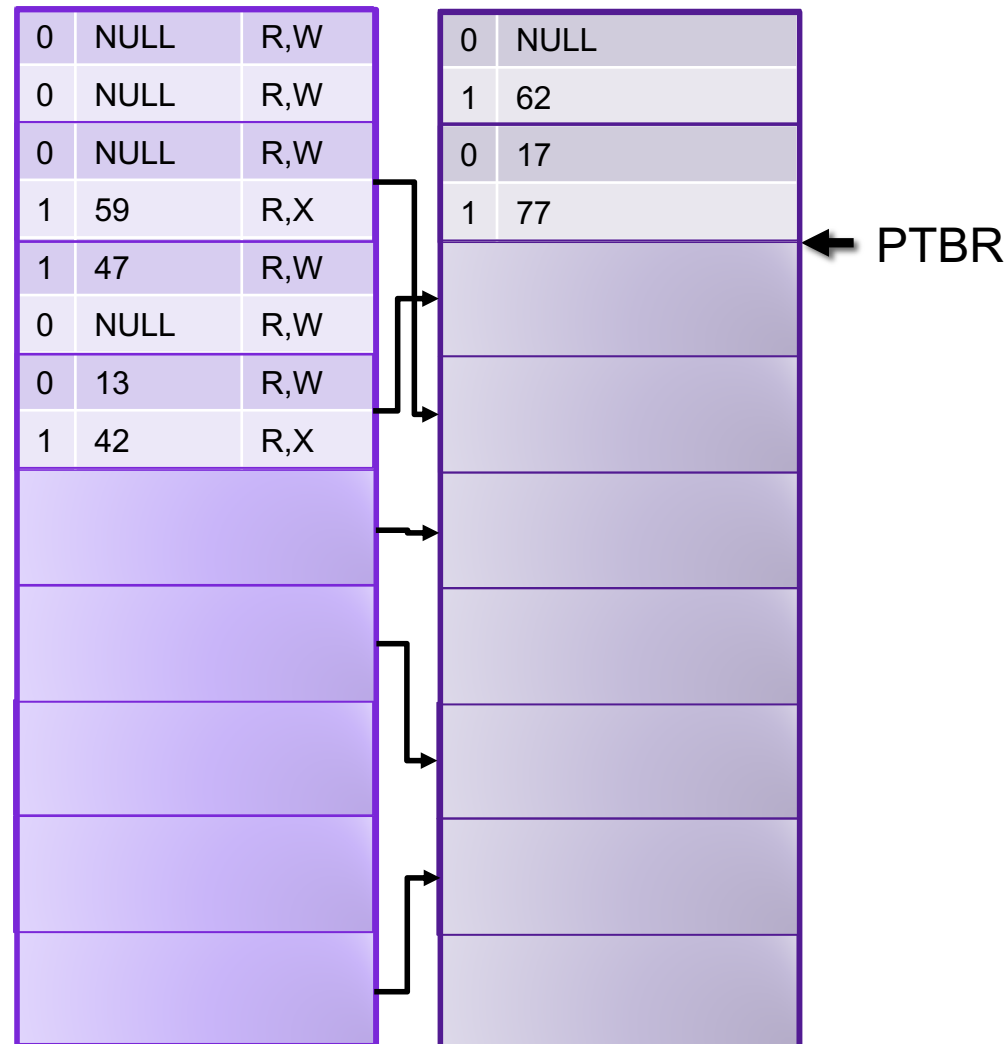 0 NULL R,W
0 NULL R,W
0 NULL R,W
1 59 R,X
1 47 R,W
0 NULL R,W
0 13 R,W
1 42 R,X
0 NULL
1 62
0 17
1 77
PTBR